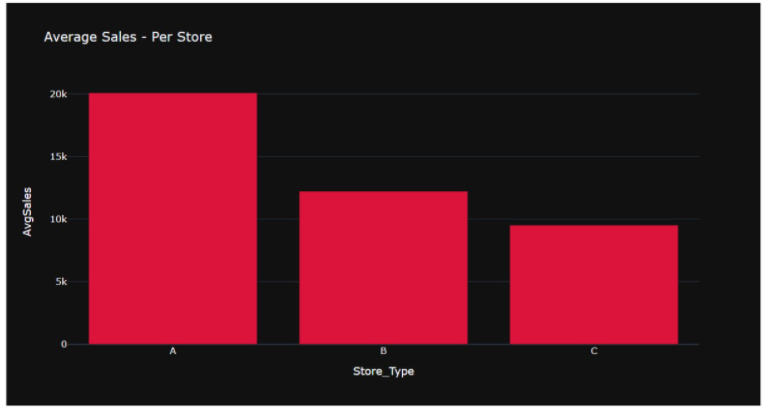 Average Sales - Per Store
20k
15k
10k
5k
0
AvgSales
A
B
C
Store_Type